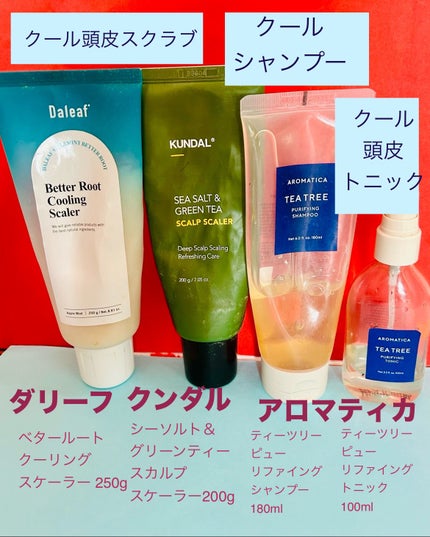 クール頭皮スクラブ
クール
シャンプー
クール
頭皮
トニック
Daleaf
Better Root
Cooling
Scaler
KUNDAL®
SEA SALT &
GREEN TEA
SCALP SCALER
Deep Scalp Scaling
Refreshing Care
200 g / 7.05 oz.
AROMATICA
TEA TREE
PURIFYING
SHAMPOO
AROMATICA
TEA TREE
PURIFYING
TONIC
ダリーフ
ベタールート
クーリング
スケーラー 250g
クンダル
シーソルト＆
グリーンティー
スカルプ
スケーラー200g
アロマティカ
ティーツリー
ピュー
リファイング
シャンプー
180ml
ティーツリー
ピュー
リファイング
トニック
100ml